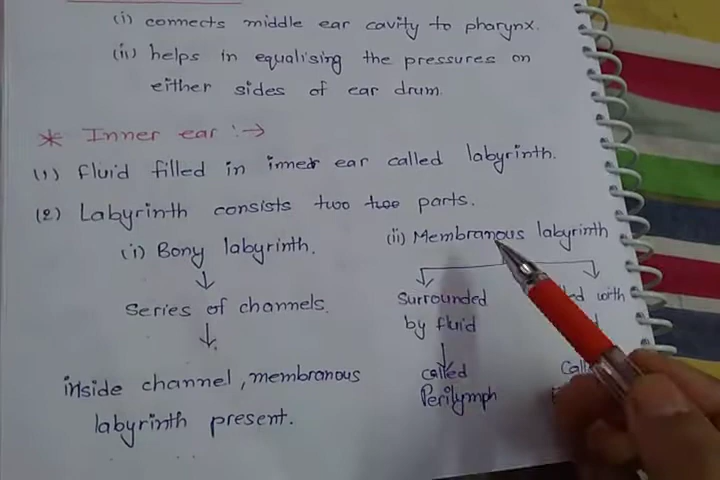 (i) connects middle ear cavity to pharynx.
(ii) helps in equalising the pressures on
either sides of ear drum.
* Inner ear :→
(1) fluid filled in inner ear called labyrinth.
(2) Labyrinth consists two two parts.
(i) Bony labyrinth.
(ii) Membranous labyrinth
Series of channels.
Surrounded
by fluid
with
inside channel, membranous
labyrinth present.
called
Perilymph